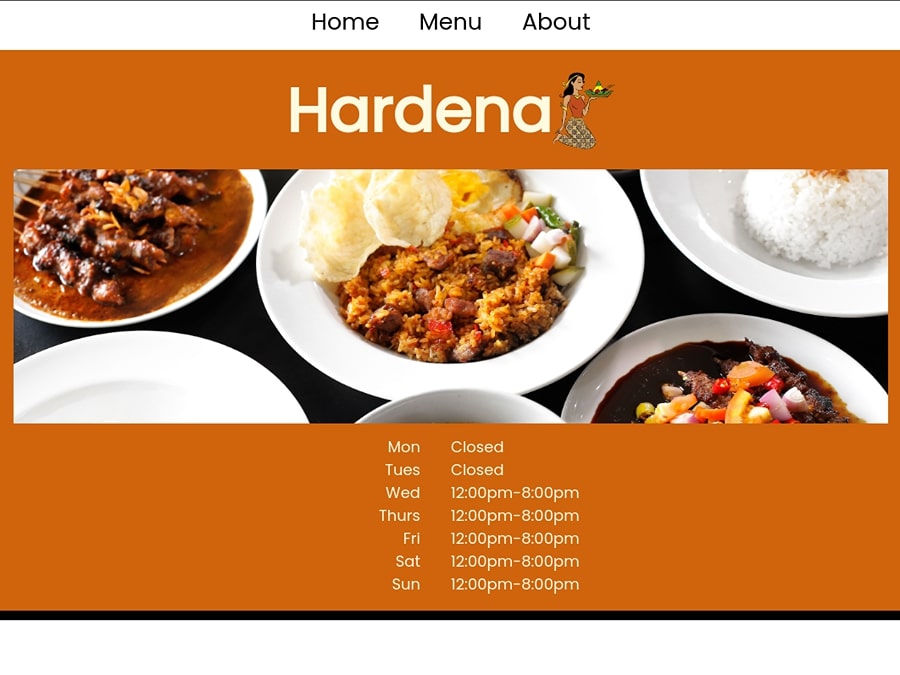 Home Menu About
Hardena
Mon Closed
Tues Closed
Wed 12:00pm-8:00pm
Thurs 12:00pm-8:00pm
Fri 12:00pm-8:00pm
Sat 12:00pm-8:00pm
Sun 12:00pm-8:00pm